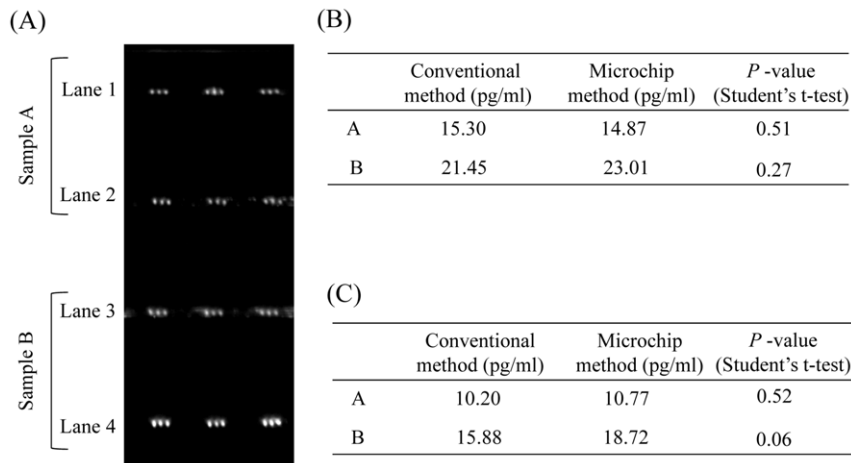 (A)
Sample A
Lane 1
Lane 2
Sample B
Lane 3
Lane 4
(B)
Conventional method (pg/ml) Microchip method (pg/ml) P -value (Student's t-test)
A 15.30 14.87 0.51
B 21.45 23.01 0.27
(C)
Conventional method (pg/ml) Microchip method (pg/ml) P -value (Student's t-test)
A 10.20 10.77 0.52
B 15.88 18.72 0.06